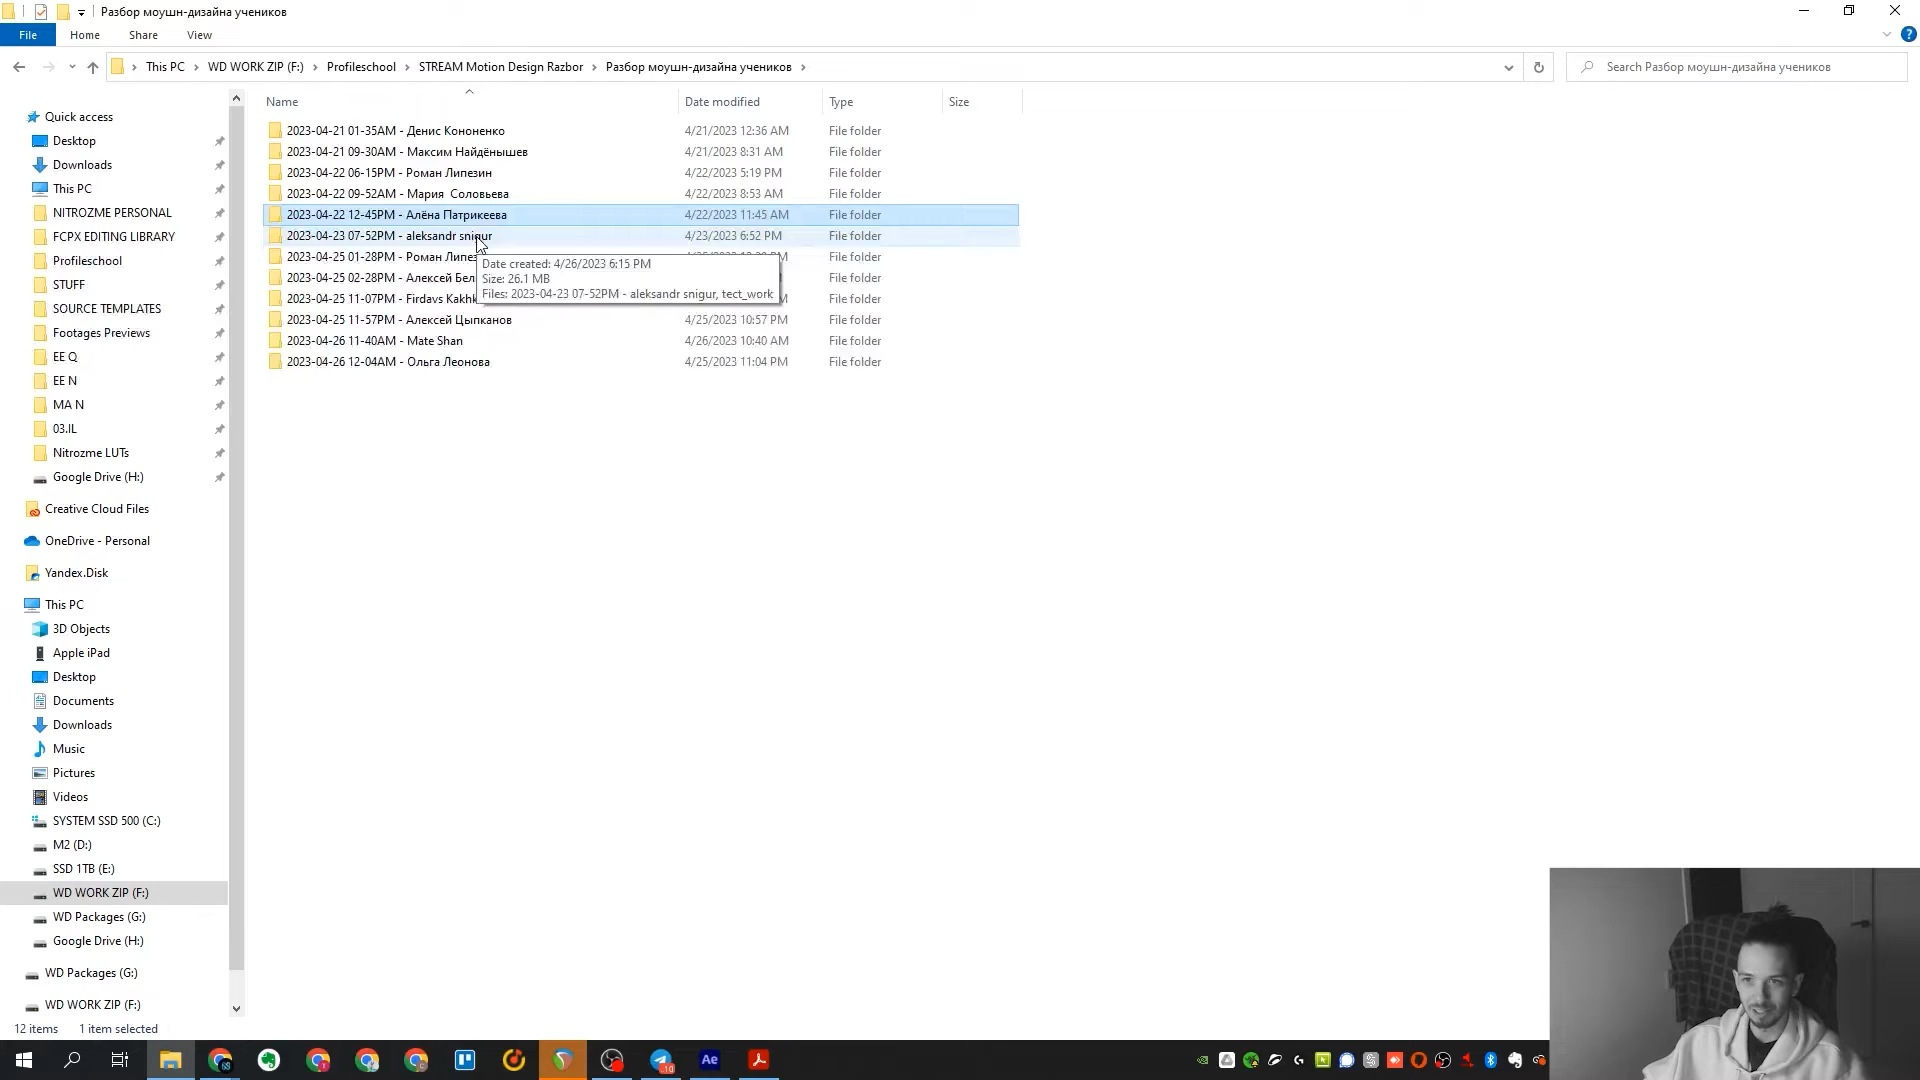 Разбор моушн-дизайна учеников
File Home Share View
This PC WD WORK ZIP (F:) Profileschool STREAM Motion Design Razbor Разбор моушн-дизайна учеников
Search Разбор моушн-дизайна учеников
Name Date modified Type Size
2023-04-21 01-35AM - Денис Кононенко 4/21/2023 12:36 AM File folder
2023-04-21 09-30AM - Максим Найдёнышев 4/21/2023 8:31 AM File folder
2023-04-22 06-15PM - Роман Липезин 4/22/2023 5:19 PM File folder
2023-04-22 09-52AM - Мария Соловьева 4/22/2023 8:53 AM File folder
2023-04-22 12-45PM - Алёна Патрикеева 4/22/2023 11:45 AM File folder
2023-04-23 07-52PM - aleksandr snigur 4/23/2023 6:52 PM File folder
2023-04-25 01-28PM - Роман File folder
2023-04-25 02-28PM - Алексей File folder
2023-04-25 11-07PM - Firdavs File folder
Date created: 4/26/2023 6:15 PM
Size: 26.1 MB
Files: 2023-04-23 07-52PM - aleksandr snigur, tect_work
2023-04-25 11-57PM - Алексей Цыпканов 4/25/2023 10:57 PM File folder
2023-04-26 11-40AM - Mate Shan 4/26/2023 10:40 AM File folder
2023-04-26 12-04AM - Ольга Леонова 4/25/2023 11:04 PM File folder
Quick access
Desktop
Downloads
This PC
NITROZME PERSONAL
FCPX EDITING LIBRARY
Profileschool
STUFF
SOURCE TEMPLATES
Footages Previews
EE Q
EE N
MA N
03.IL
Nitrozme LUTs
Google Drive (H:)
Creative Cloud Files
OneDrive - Personal
Yandex.Disk
This PC
3D Objects
Apple iPad
Desktop
Documents
Downloads
Music
Pictures
Videos
SYSTEM SSD 500 (C:)
M2 (D:)
SSD 1TB (E:)
WD WORK ZIP (F:)
WD Packages (G:)
Google Drive (H:)
WD Packages (G:)
WD WORK ZIP (F:)
12 items 1 item selected
Ae